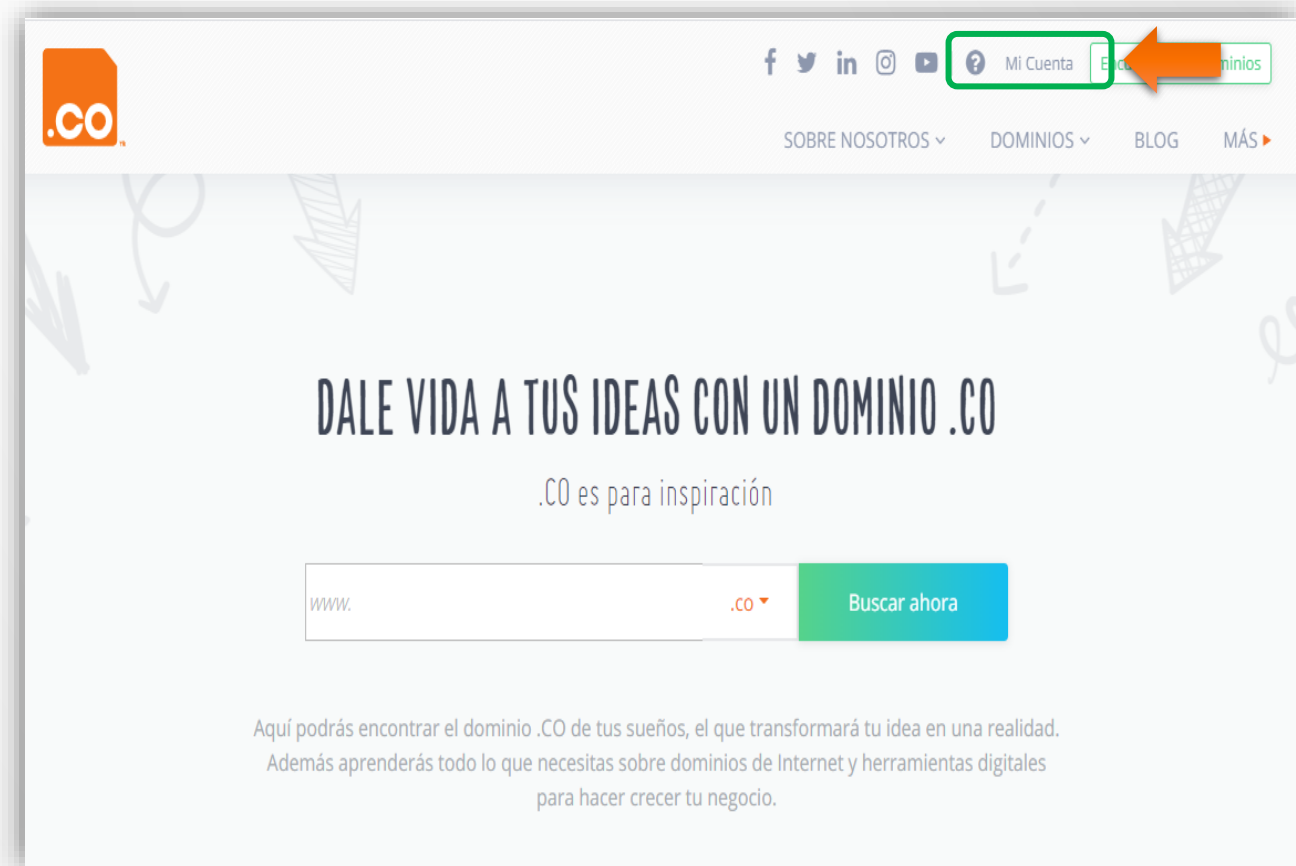 .CO
Mi Cuenta
SOBRE NOSOTROS
DOMINIOS
BLOG
MÁS
DALE VIDA A TUS IDEAS CON UN DOMINIO .CO
.CO es para inspiración
www.
.co
Buscar ahora
Aquí podrás encontrar el dominio .CO de tus sueños, el que transformará tu idea en una realidad.
Además aprenderás todo lo que necesitas sobre dominios de Internet y herramientas digitales
para hacer crecer tu negocio.